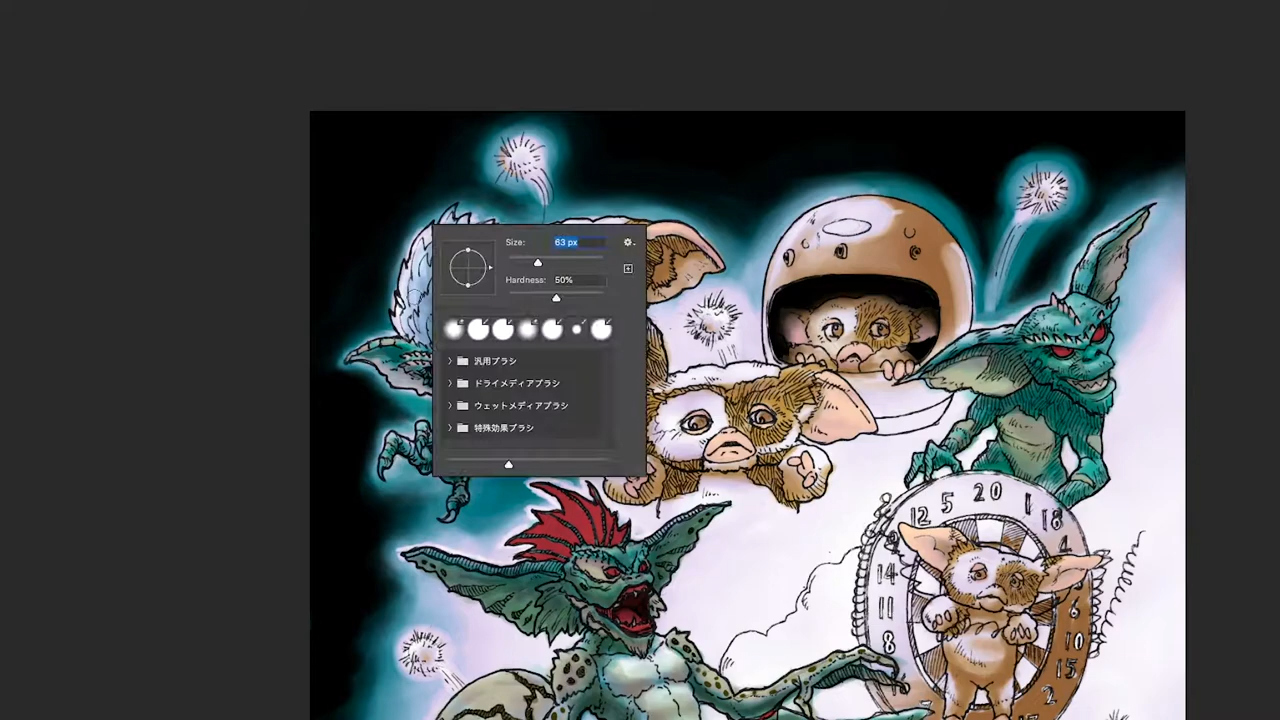 Size: 63 px
Hardness: 50%
汎用ブラシ
ドライメディアブラシ
ウェットメディアブラシ
特殊効果ブラシ
12 5 20 1 18
4
14
11
6
8
10
15
2